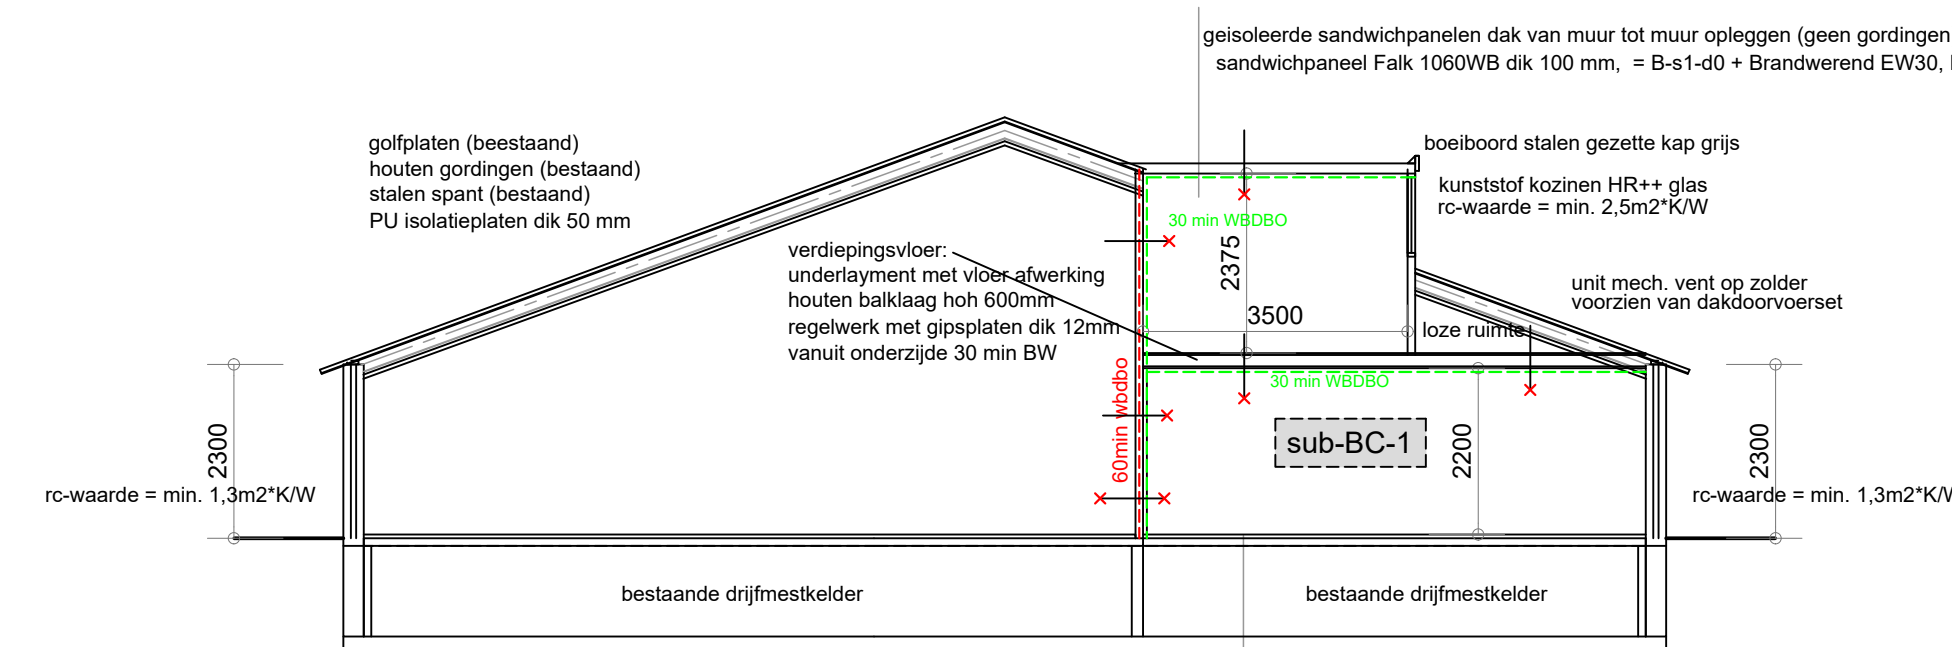 geisoleerde sandwichpanelen dak van muur tot muur opleggen (geen gordingen
sandwichpaneel Falk 1060WB dik 100 mm, = B-s1-d0 + Brandwerend EW30,
golfplaten (beestaand)
houten gordingen (bestaand)
stalen spant (bestaand)
PU isolatieplaten dik 50 mm
boeiboord stalen gezette kap grijs
kunststof kozinen HR++ glas
rc-waarde = min. 2,5m2*K/W
30 min WBDBO
2375
verdiepingsvloer:
underlayment met vloer afwerking
houten balklaag hoh 600mm
regelwerk met gipsplaten dik 12mm
vanuit onderzijde 30 min BW
unit mech. vent op zolder
voorzien van dakdoorvoerset
3500
loze ruimte
30 min WBDBO
60min wbdbo
sub-BC-1
2300
2200
2300
rc-waarde = min. 1,3m2*K/W
rc-waarde = min. 1,3m2*K/W
bestaande drijfmestkelder
bestaande drijfmestkelder